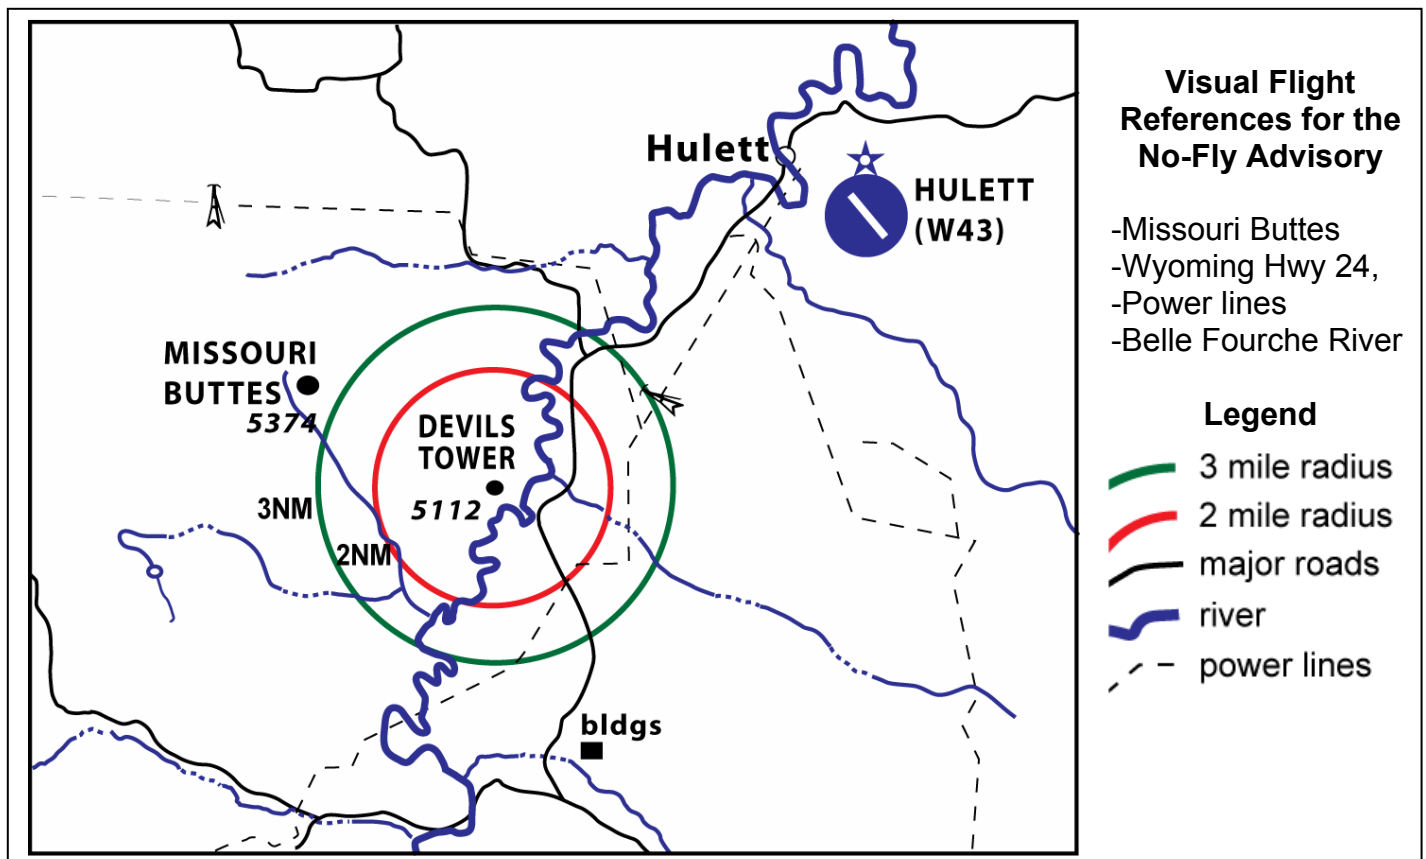 Hulett
HULETT
(W43)
MISSOURI
BUTTES
5374
DEVILS
TOWER
5112
3NM
2NM
bldgs
Visual Flight
References for the
No-Fly Advisory
-Missouri Buttes
-Wyoming Hwy 24,
-Power lines
-Belle Fourche River
Legend
3 mile radius
2 mile radius
major roads
river
power lines